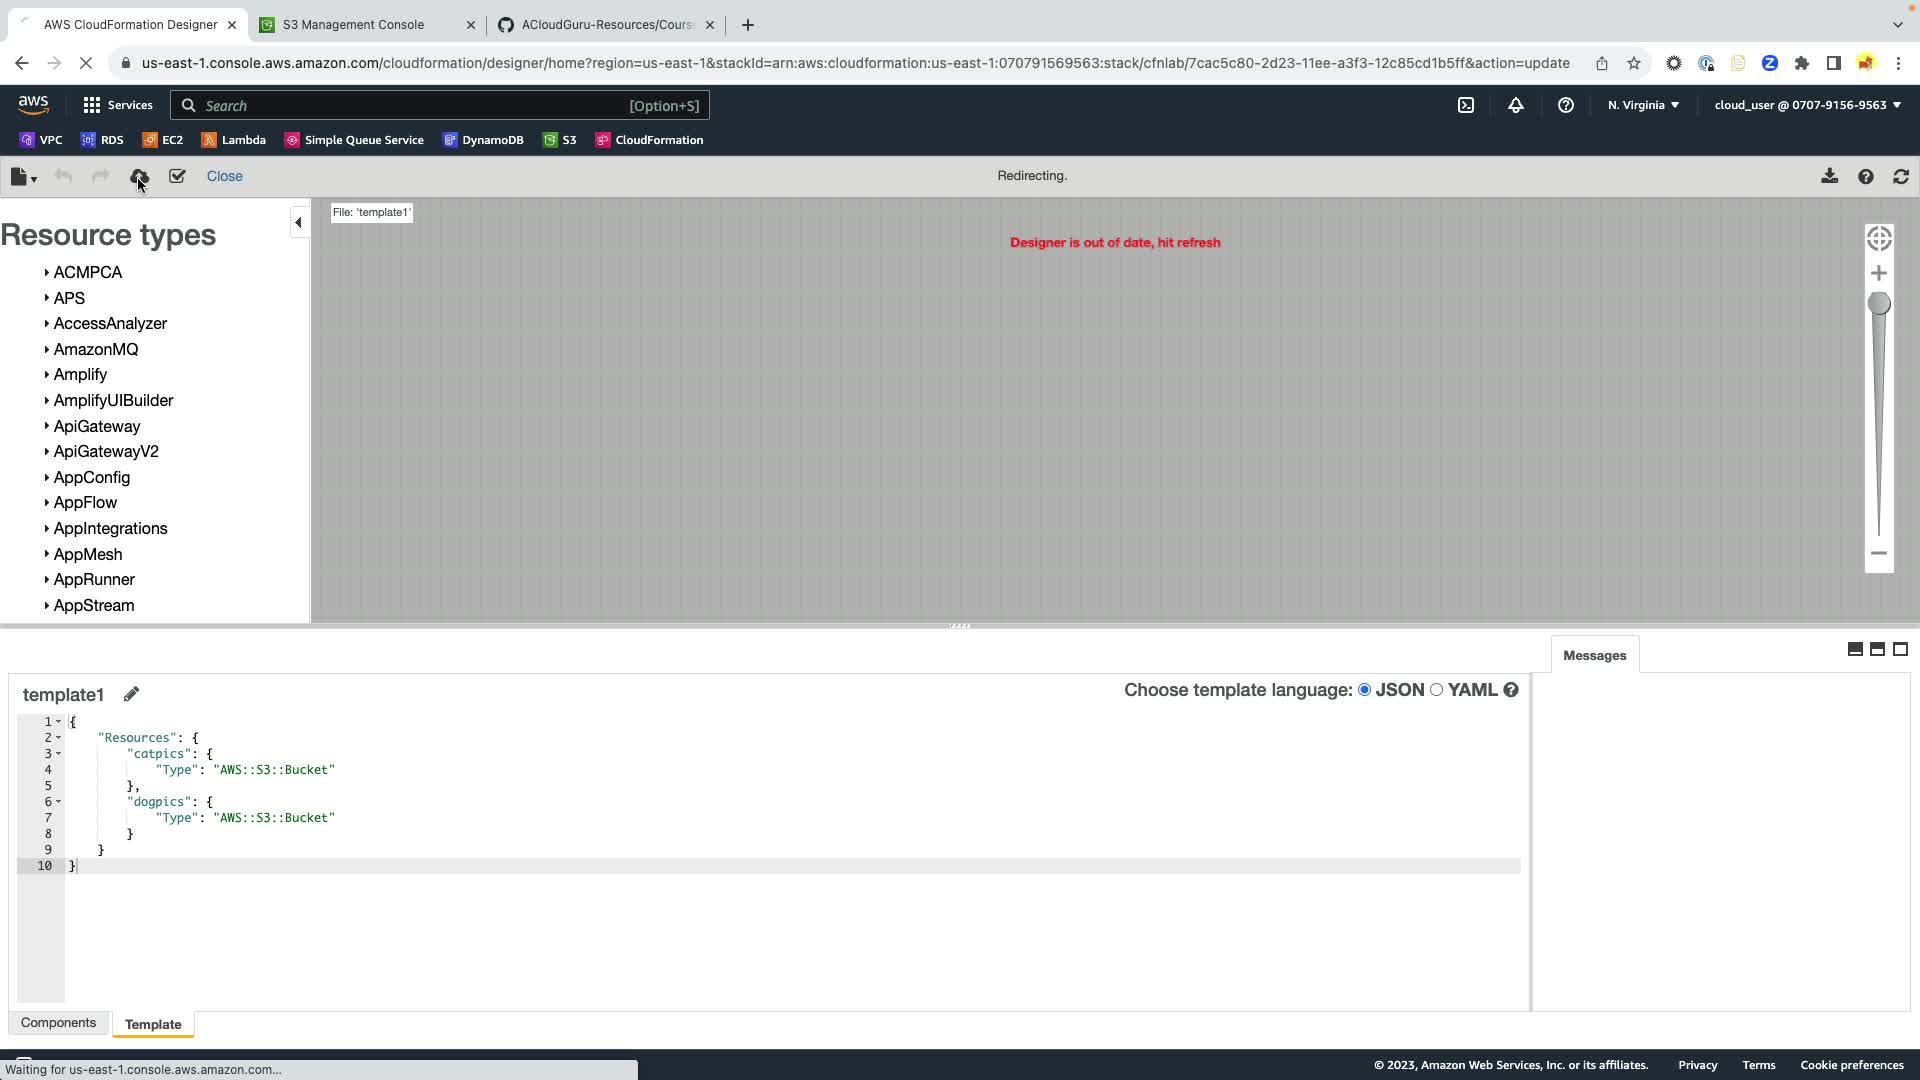 AWS CloudFormation Designer
S3 Management Console
ACloudGuru-Resources/Cours
us-east-1.console.aws.amazon.com/cloudformation/designer/home?region=us-east-1&stackId=arn:aws:cloudformation:us-east-1:070791569563:stack/cfnlab/7cac5c80-2d23-11ee-a3f3-12c85cd1b5ff&action=update
aws
Services
Search
[Option+S]
N. Virginia
cloud_user @ 0707-9156-9563
VPC
RDS
EC2
Lambda
Simple Queue Service
DynamoDB
S3
CloudFormation
Close
Redirecting.
File: 'template1'
Designer is out of date, hit refresh
Resource types
ACMPCA
APS
AccessAnalyzer
AmazonMQ
Amplify
AmplifyUIBuilder
ApiGateway
ApiGatewayV2
AppConfig
AppFlow
AppIntegrations
AppMesh
AppRunner
AppStream
Messages
template1
Choose template language: JSON YAML
1 {
2 "Resources": {
3 "catpics": {
4 "Type": "AWS::S3::Bucket"
5 },
6 "dogpics": {
7 "Type": "AWS::S3::Bucket"
8 }
9 }
10 }
Components
Template
Waiting for us-east-1.console.aws.amazon.com...
© 2023, Amazon Web Services, Inc. or its affiliates.
Privacy
Terms
Cookie preferences